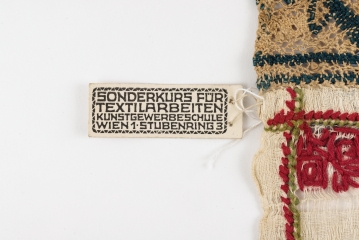 SONDERKURS FÜR
TEXTILARBEITEN
KUNSTGEWERBESCHULE
WIEN 1·STUBENRING 3